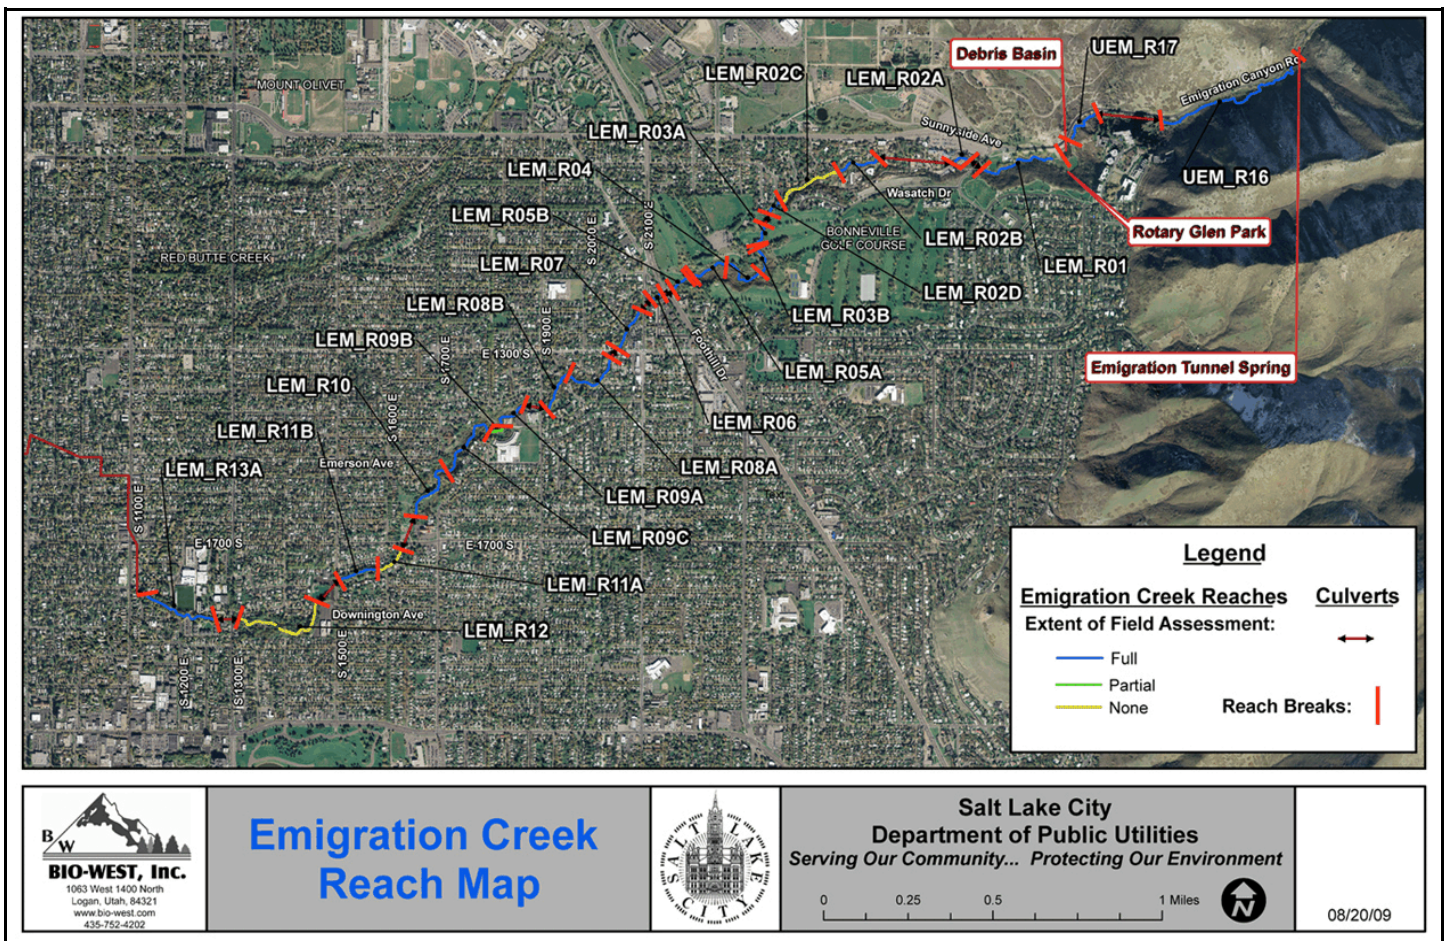 UEM_R17
Debris Basin
LEM_R02C
LEM_R02A
Emigration Canyon Rd
MOUNT OLIVET
Sunnyside Ave
LEM_R03A
LEM_R04
UEM_R16
Wasatch Dr
LEM_R05B
S 2000 E
S 2100 E
BONNEVILLE
GOLF COURSE
LEM_R02B
Rotary Glen Park
RED BUTTE CREEK
LEM_R07
LEM_R01
LEM_R02D
LEM_R08B
LEM_R03B
S 1900 E
LEM_R09B
S 1700 E
E 1300 S
Foothill Dr
LEM_R05A
Emigration Tunnel Spring
LEM_R10
S 1600 E
LEM_R06
LEM_R11B
Emerson Ave
LEM_R08A
LEM_R13A
LEM_R09A
S 1100 E
E 1700 S
E 1700 S
LEM_R09C
LEM_R11A
Downington Ave
LEM_R12
S 1500 E
S 1200 E
S 1300 E
Legend
Emigration Creek Reaches
Culverts
Extent of Field Assessment:
Full
Partial
None
Reach Breaks:
B
W
BIO-WEST, Inc.
1063 West 1400 North
Logan, Utah, 84321
www.bio-west.com
435-752-4202
Emigration Creek
Reach Map
SALT LAKE CITY
Salt Lake City
Department of Public Utilities
Serving Our Community... Protecting Our Environment
0 0.25 0.5 1 Miles
N
08/20/09